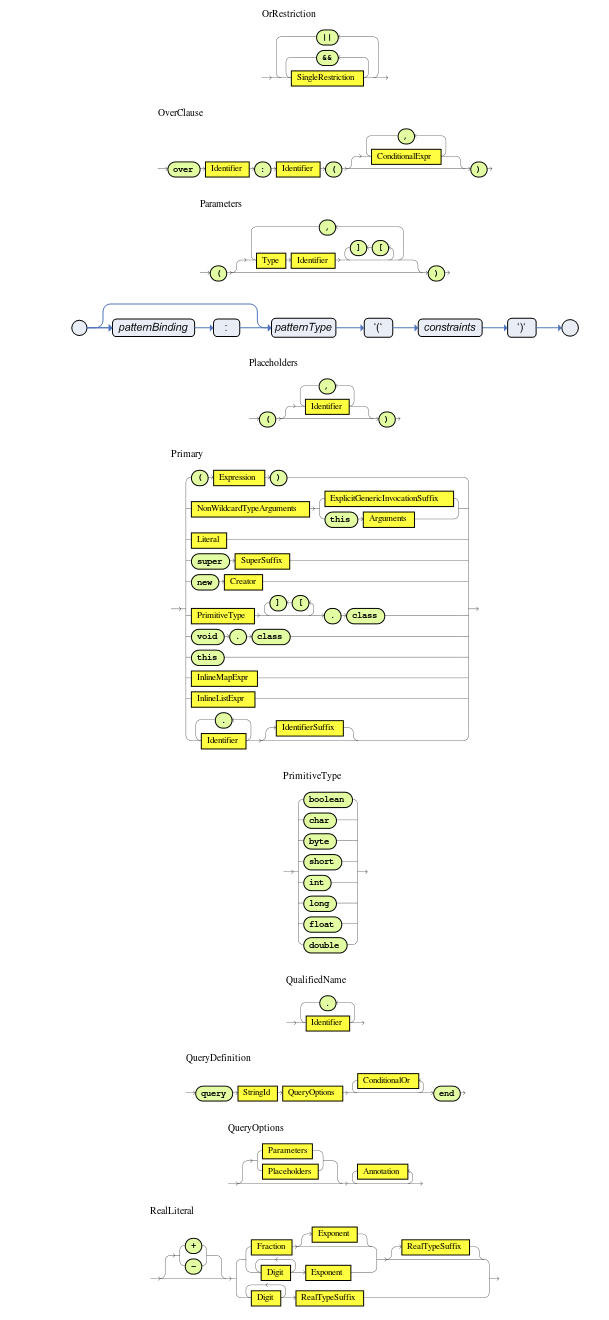 OrRestriction
||
&&
SingleRestriction
OverClause
,
ConditionalExpr
over Identifier : Identifier ( )
Parameters
,
] [
Type Identifier
( )
patternBinding : patternType '(' constraints ')'
Placeholders
,
Identifier
( )
Primary
( Expression )
ExplicitGenericInvocationSuffix
NonWildcardTypeArguments
this Arguments
Literal
super SuperSuffix
new Creator
] [
PrimitiveType . class
void . class
this
InlineMapExpr
InlineListExpr
.
IdentifierSuffix
Identifier
PrimitiveType
boolean
char
byte
short
int
long
float
double
QualifiedName
.
Identifier
QueryDefinition
ConditionalOr
query StringId QueryOptions end
QueryOptions
Parameters
Placeholders Annotation
RealLiteral
Exponent
+ Fraction RealTypeSuffix
− Digit Exponent
Digit RealTypeSuffix